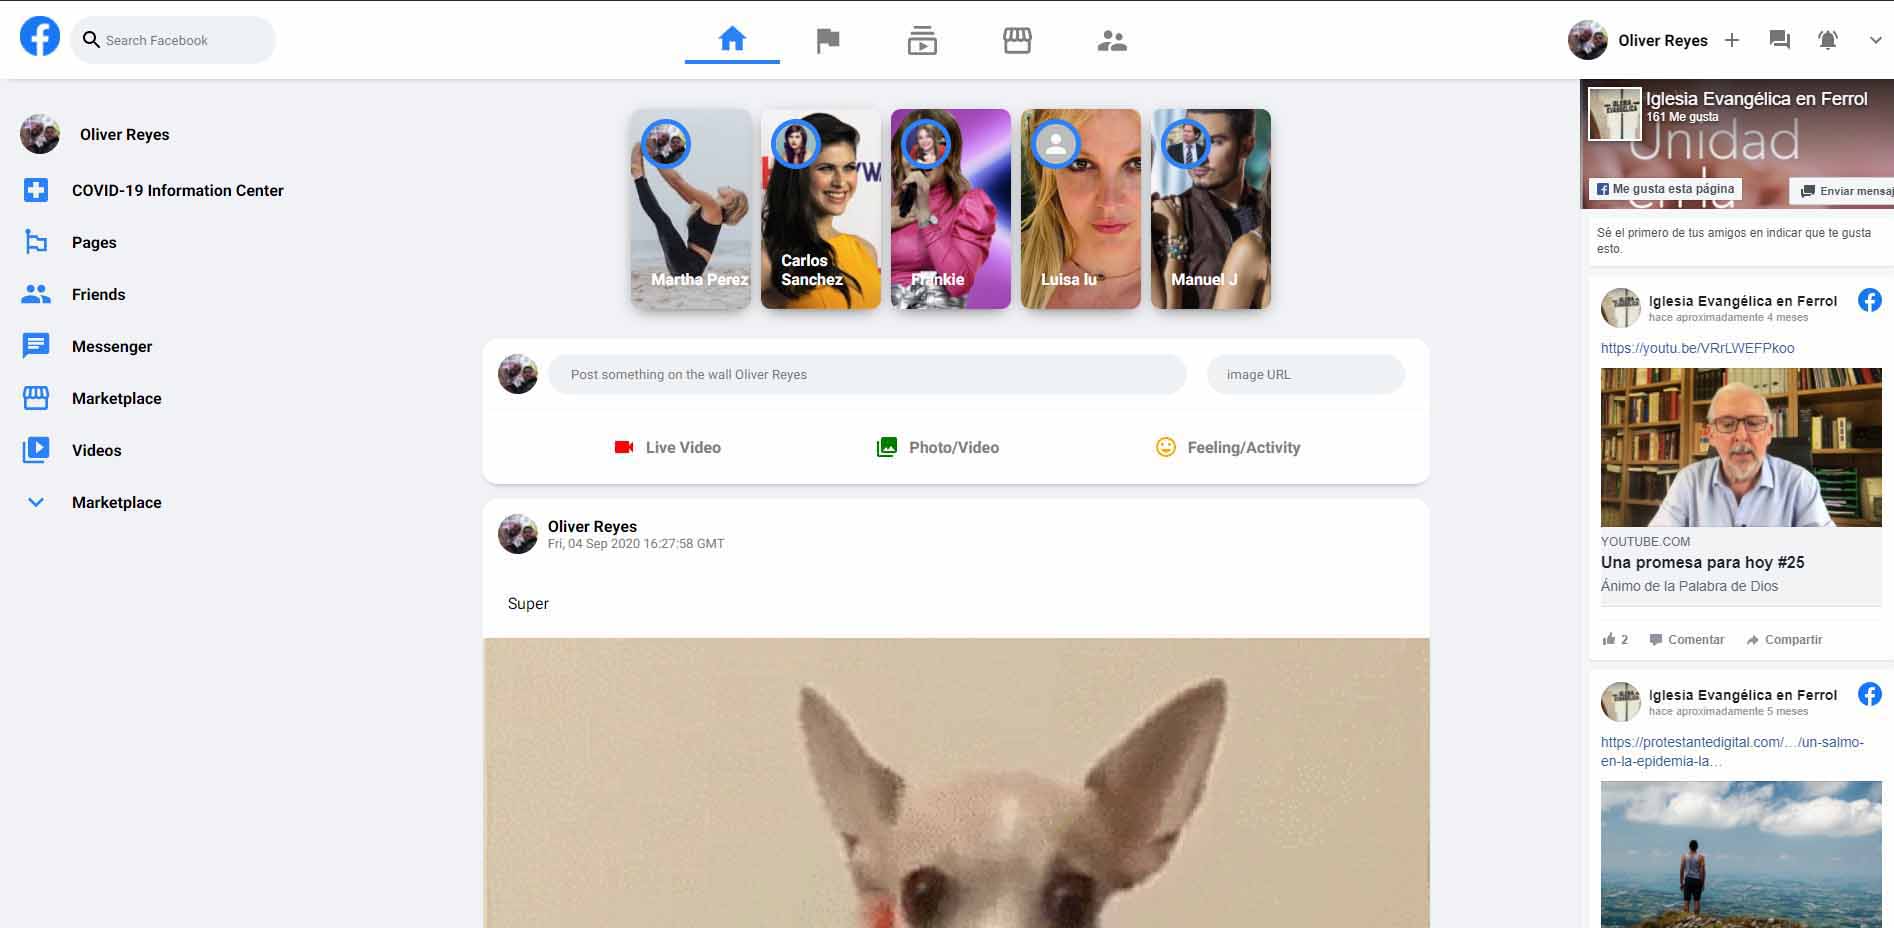 Search Facebook
Oliver Reyes
Oliver Reyes
COVID-19 Information Center
Pages
Friends
Messenger
Marketplace
Videos
Marketplace
Martha Perez
Carlos
Sanchez
Frankie
Luisa lu
Manuel J
Post something on the wall Oliver Reyes
image URL
Live Video
Photo/Video
Feeling/Activity
Oliver Reyes
Fri, 04 Sep 2020 16:27:58 GMT
Super
Iglesia Evangélica en Ferrol
161 Me gusta
Unidad
en la
Me gusta esta página
Enviar mensaj
Sé el primero de tus amigos en indicar que te gusta
esto.
Iglesia Evangélica en Ferrol
hace aproximadamente 4 meses
https://youtu.be/VRrLWEFPkoo
YOUTUBE.COM
Una promesa para hoy #25
Ánimo de la Palabra de Dios
2 Comentar Compartir
Iglesia Evangélica en Ferrol
hace aproximadamente 5 meses
https://protestantedigital.com/…/un-salmo-
en-la-epidemia-la…